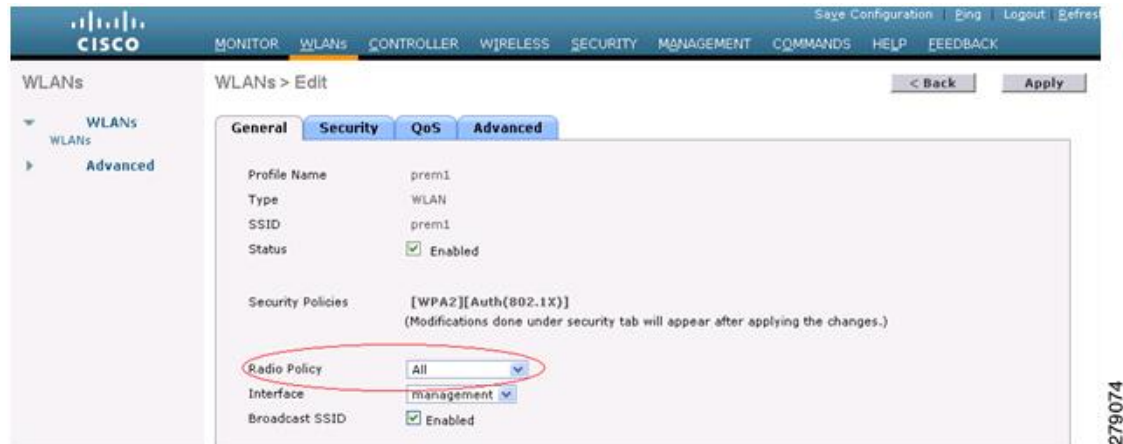 Save Configuration Ping Logout Refres
CISCO
MONITOR WLANs CONTROLLER WIRELESS SECURITY MANAGEMENT COMMANDS HELP FEEDBACK
WLANs
WLANs > Edit
< Back
Apply
WLANs
WLANs
Advanced
General Security QoS Advanced
Profile Name prem1
Type WLAN
SSID prem1
Status Enabled
Security Policies [WPA2][Auth(802.1X)]
(Modifications done under security tab will appear after applying the changes.)
Radio Policy All
Interface management
Broadcast SSID Enabled
279074